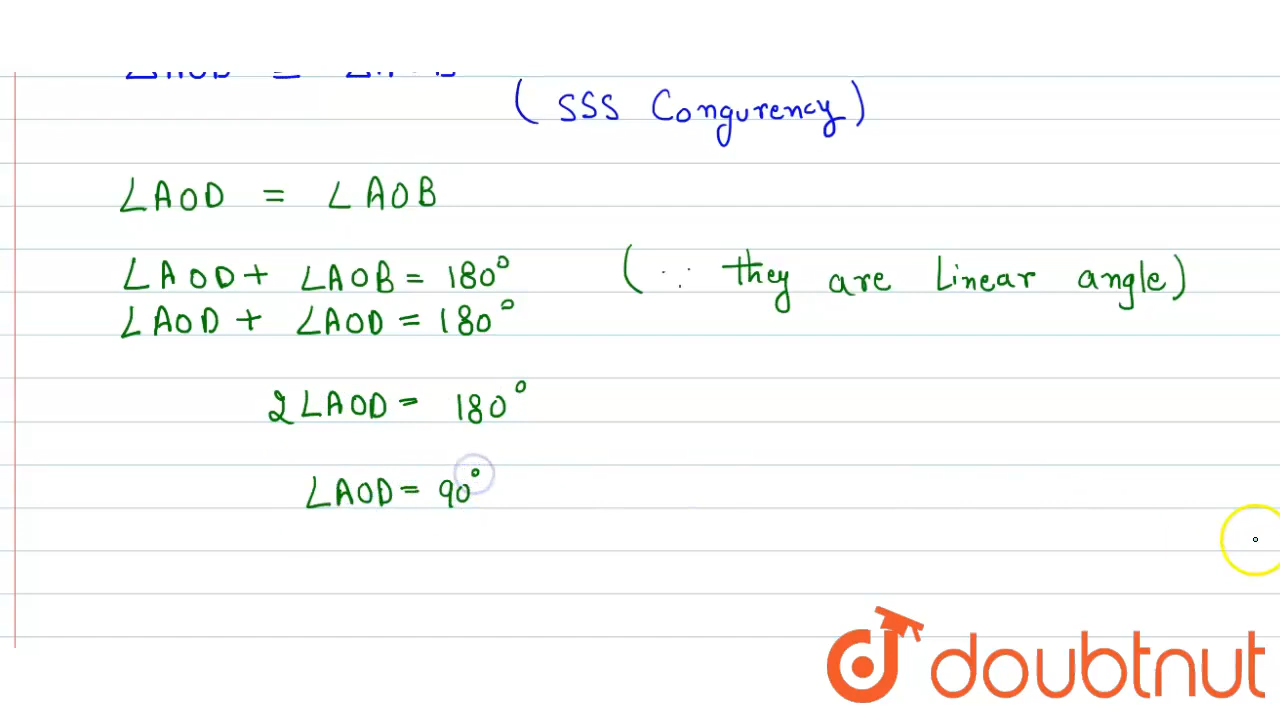 ( SSS Congurency )
∠AOD = ∠AOB
∠AOD + ∠AOB = 180° ( ∵ they are Linear angle )
∠AOD + ∠AOD = 180°
2∠AOD = 180°
∠AOD = 90°
doubtnut